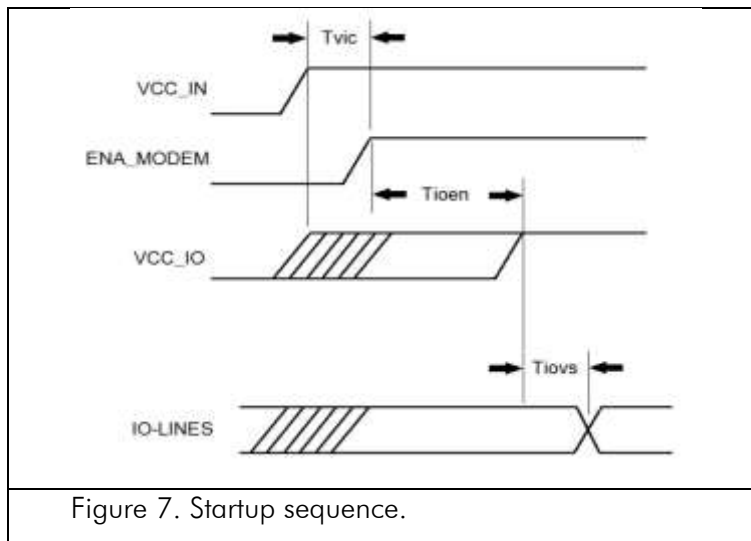 Tvic
VCC_IN
ENA_MODEM
Tioen
VCC_IO
Tiovs
IO-LINES
Figure 7. Startup sequence.